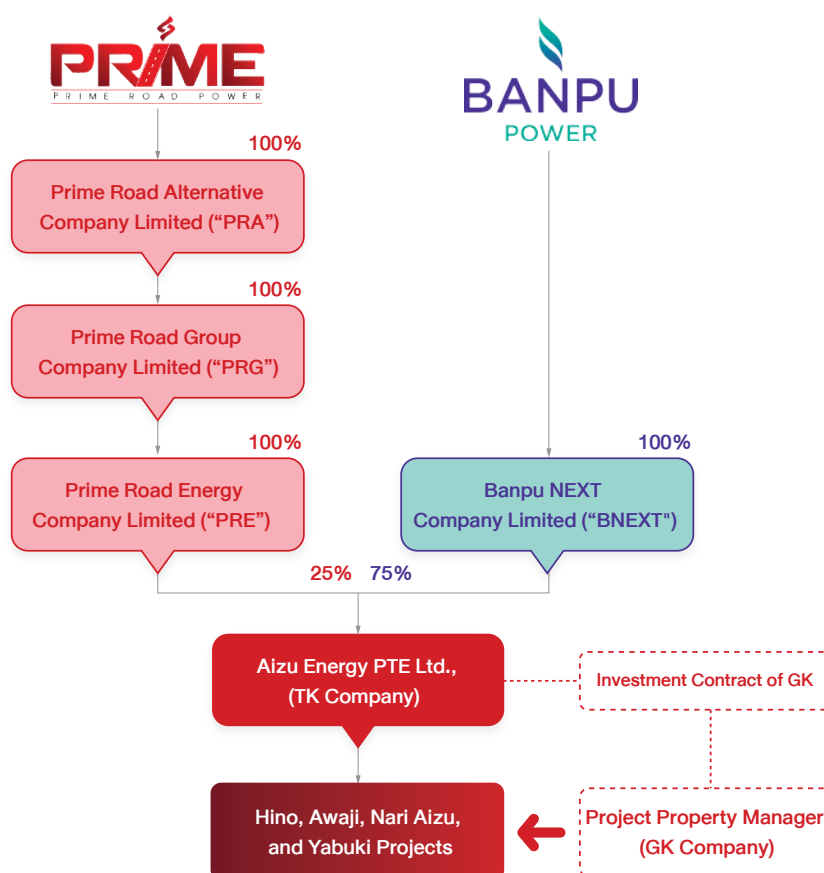 PRIME
PRIME ROAD POWER
BANPU
POWER
100%
Prime Road Alternative
Company Limited (“PRA”)
100%
Prime Road Group
Company Limited (“PRG”)
100%
Prime Road Energy
Company Limited (“PRE”)
100%
Banpu NEXT
Company Limited (“BNEXT")
25% 75%
Aizu Energy PTE Ltd.,
(TK Company)
Investment Contract of GK
Hino, Awaji, Nari Aizu,
and Yabuki Projects
Project Property Manager
(GK Company)